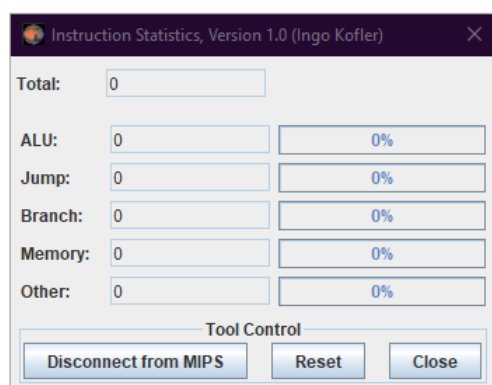 Instruction Statistics, Version 1.0 (Ingo Kofler)
Total: 0
ALU: 0 0%
Jump: 0 0%
Branch: 0 0%
Memory: 0 0%
Other: 0 0%
Tool Control
Disconnect from MIPS Reset Close